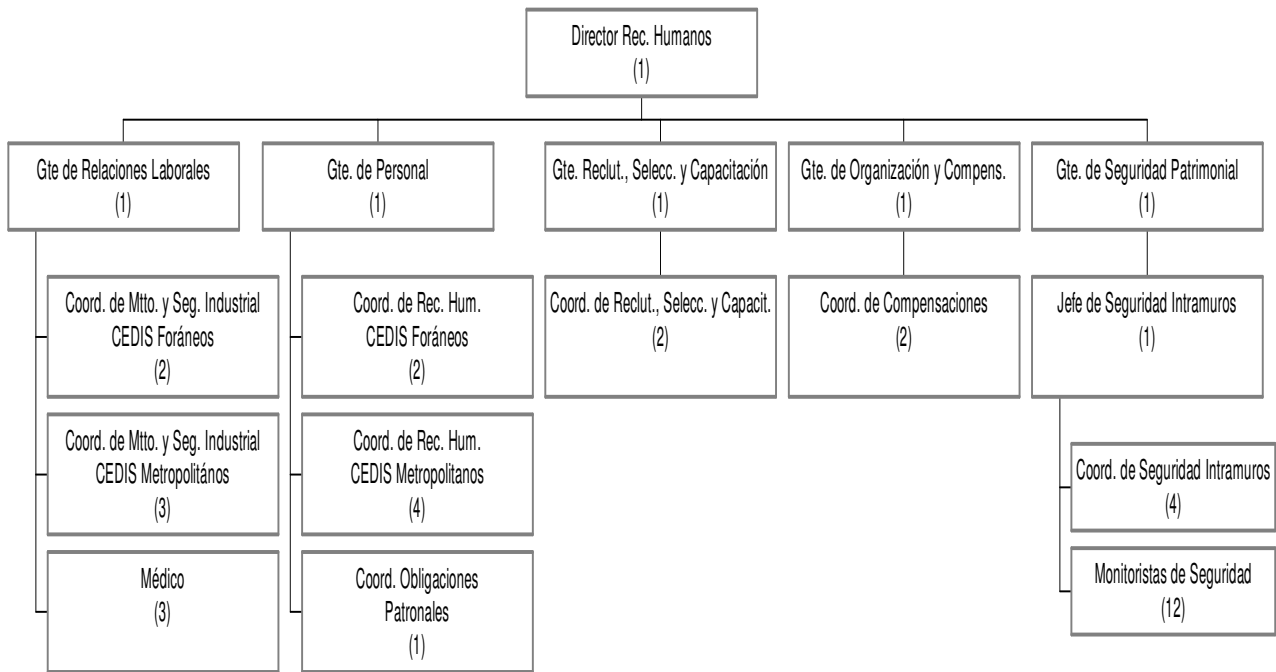 Director Rec. Humanos
(1)
Gte de Relaciones Laborales
(1)
Gte. de Personal
(1)
Gte. Reclut., Selecc. y Capacitación
(1)
Gte. de Organización y Compens.
(1)
Gte. de Seguridad Patrimonial
(1)
Coord. de Mtto. y Seg. Industrial
CEDIS Foráneos
(2)
Coord. de Rec. Hum.
CEDIS Foráneos
(2)
Coord. de Reclut., Selecc. y Capacit.
(2)
Coord. de Compensaciones
(2)
Jefe de Seguridad Intramuros
(1)
Coord. de Mtto. y Seg. Industrial
CEDIS Metropolitános
(3)
Coord. de Rec. Hum.
CEDIS Metropolitanos
(4)
Coord. de Seguridad Intramuros
(4)
Médico
(3)
Coord. Obligaciones
Patronales
(1)
Monitoristas de Seguridad
(12)